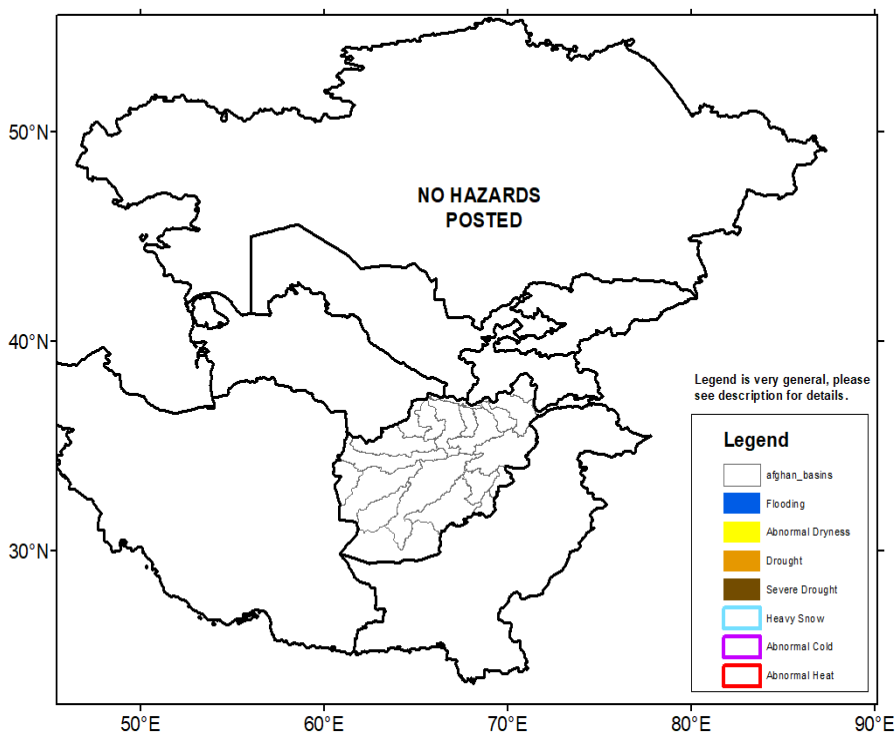 50°N
NO HAZARDS
POSTED
40°N
Legend is very general, please
see description for details.
Legend
afghan_basins
Flooding
Abnormal Dryness
Drought
30°N
Severe Drought
Heavy Snow
Abnormal Cold
Abnormal Heat
50°E
60°E
70°E
80°E
90°E